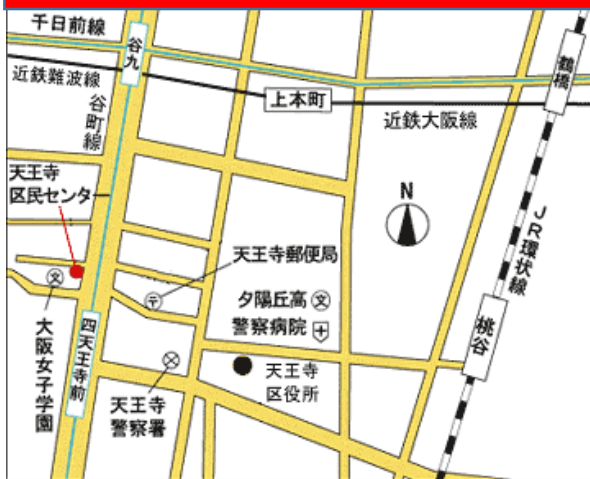 千日前線
谷九
近鉄難波線
谷町線
上本町
近鉄大阪線
鶴橋
天王寺
区民センタ
N
JR環状線
天王寺郵便局
〒
文
夕陽丘高 文
警察病院
桃谷
大阪女子学園
四天王寺前
天王寺
区役所
天王寺
警察署